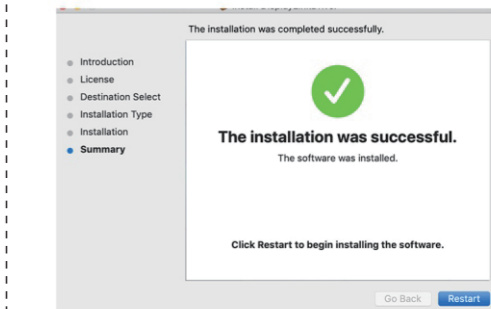 The installation was completed successfully.
Introduction
License
Destination Select
Installation Type
Installation
Summary
The installation was successful.
The software was installed.
Click Restart to begin installing the software.
Go Back
Restart